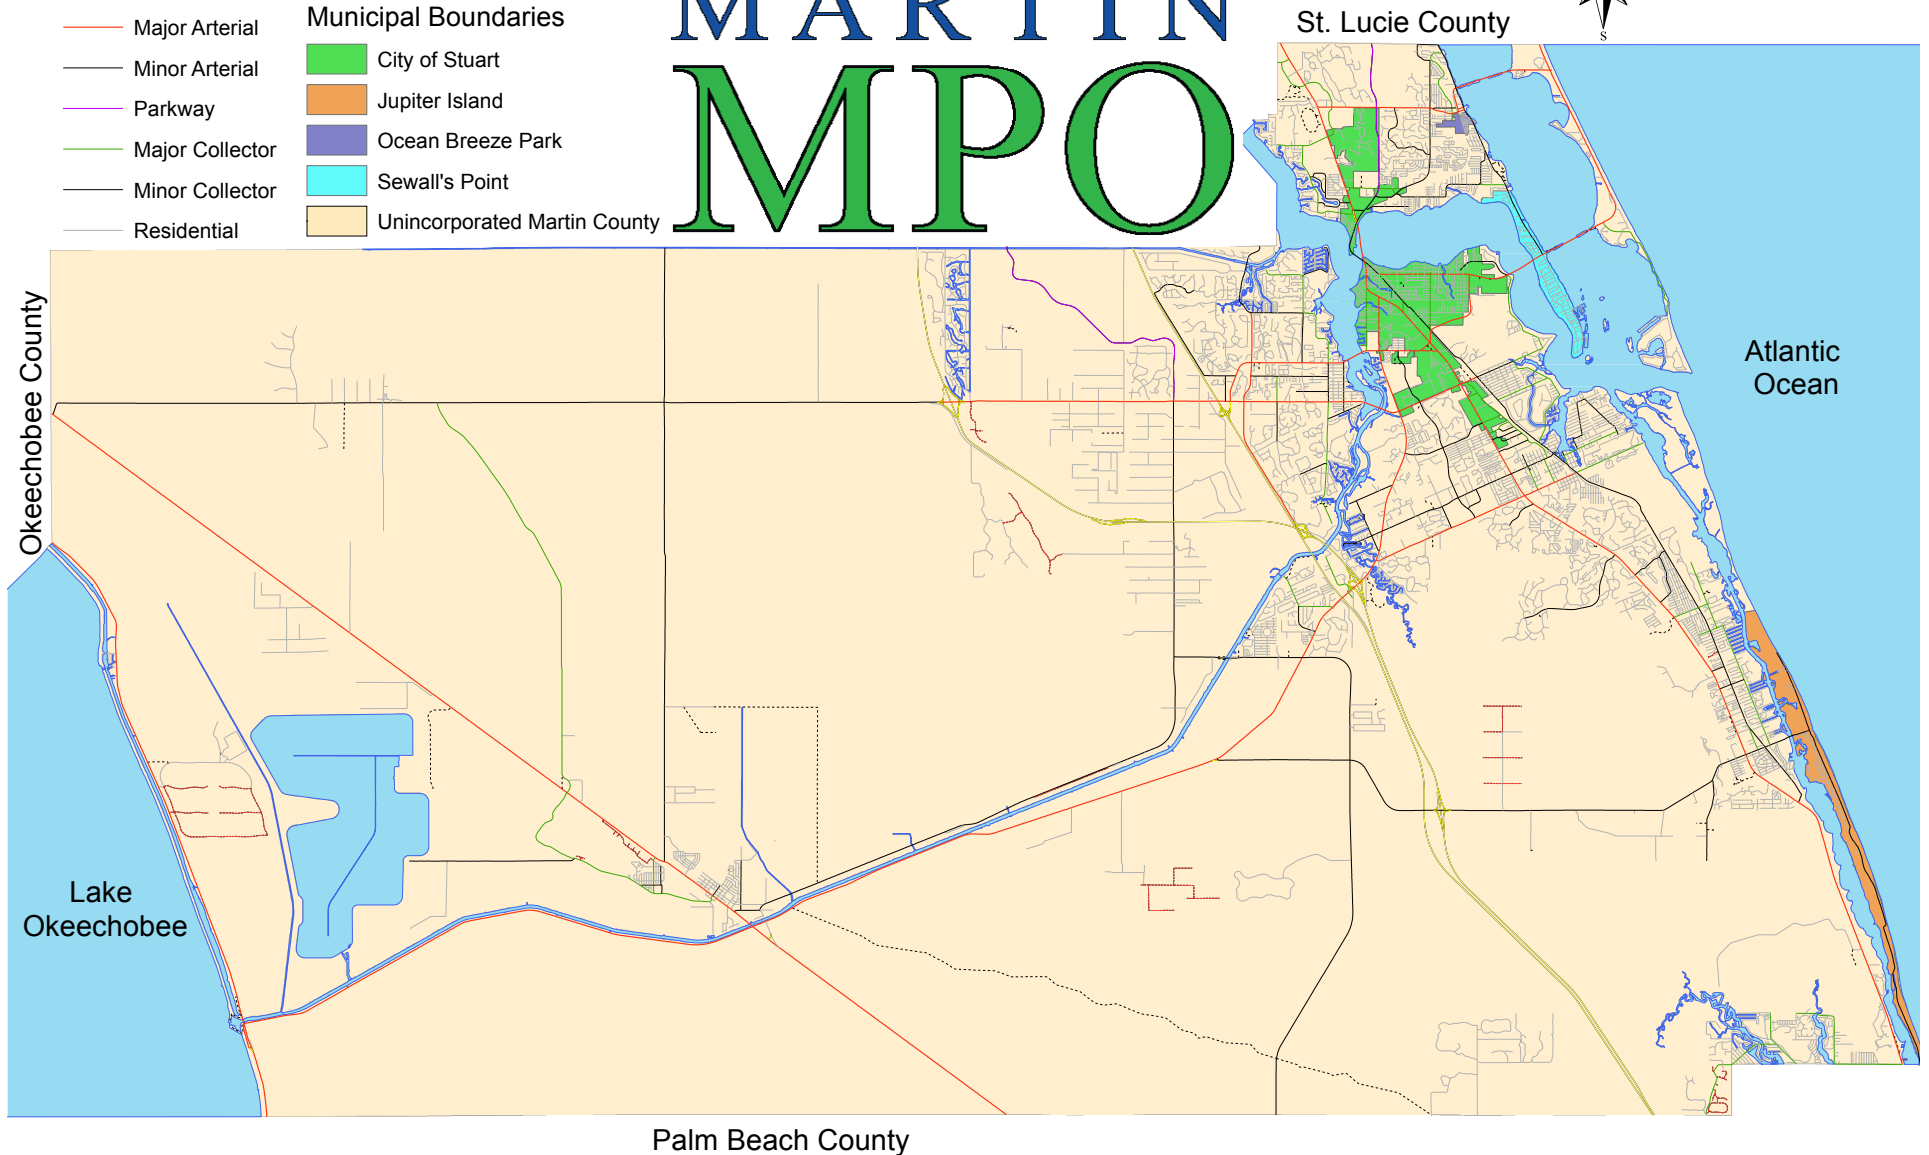 MARTIN
MPO
Major Arterial
Minor Arterial
Parkway
Major Collector
Minor Collector
Residential
Municipal Boundaries
City of Stuart
Jupiter Island
Ocean Breeze Park
Sewall's Point
Unincorporated Martin County
St. Lucie County
S
Okeechobee County
Atlantic
Ocean
Lake
Okeechobee
Palm Beach County